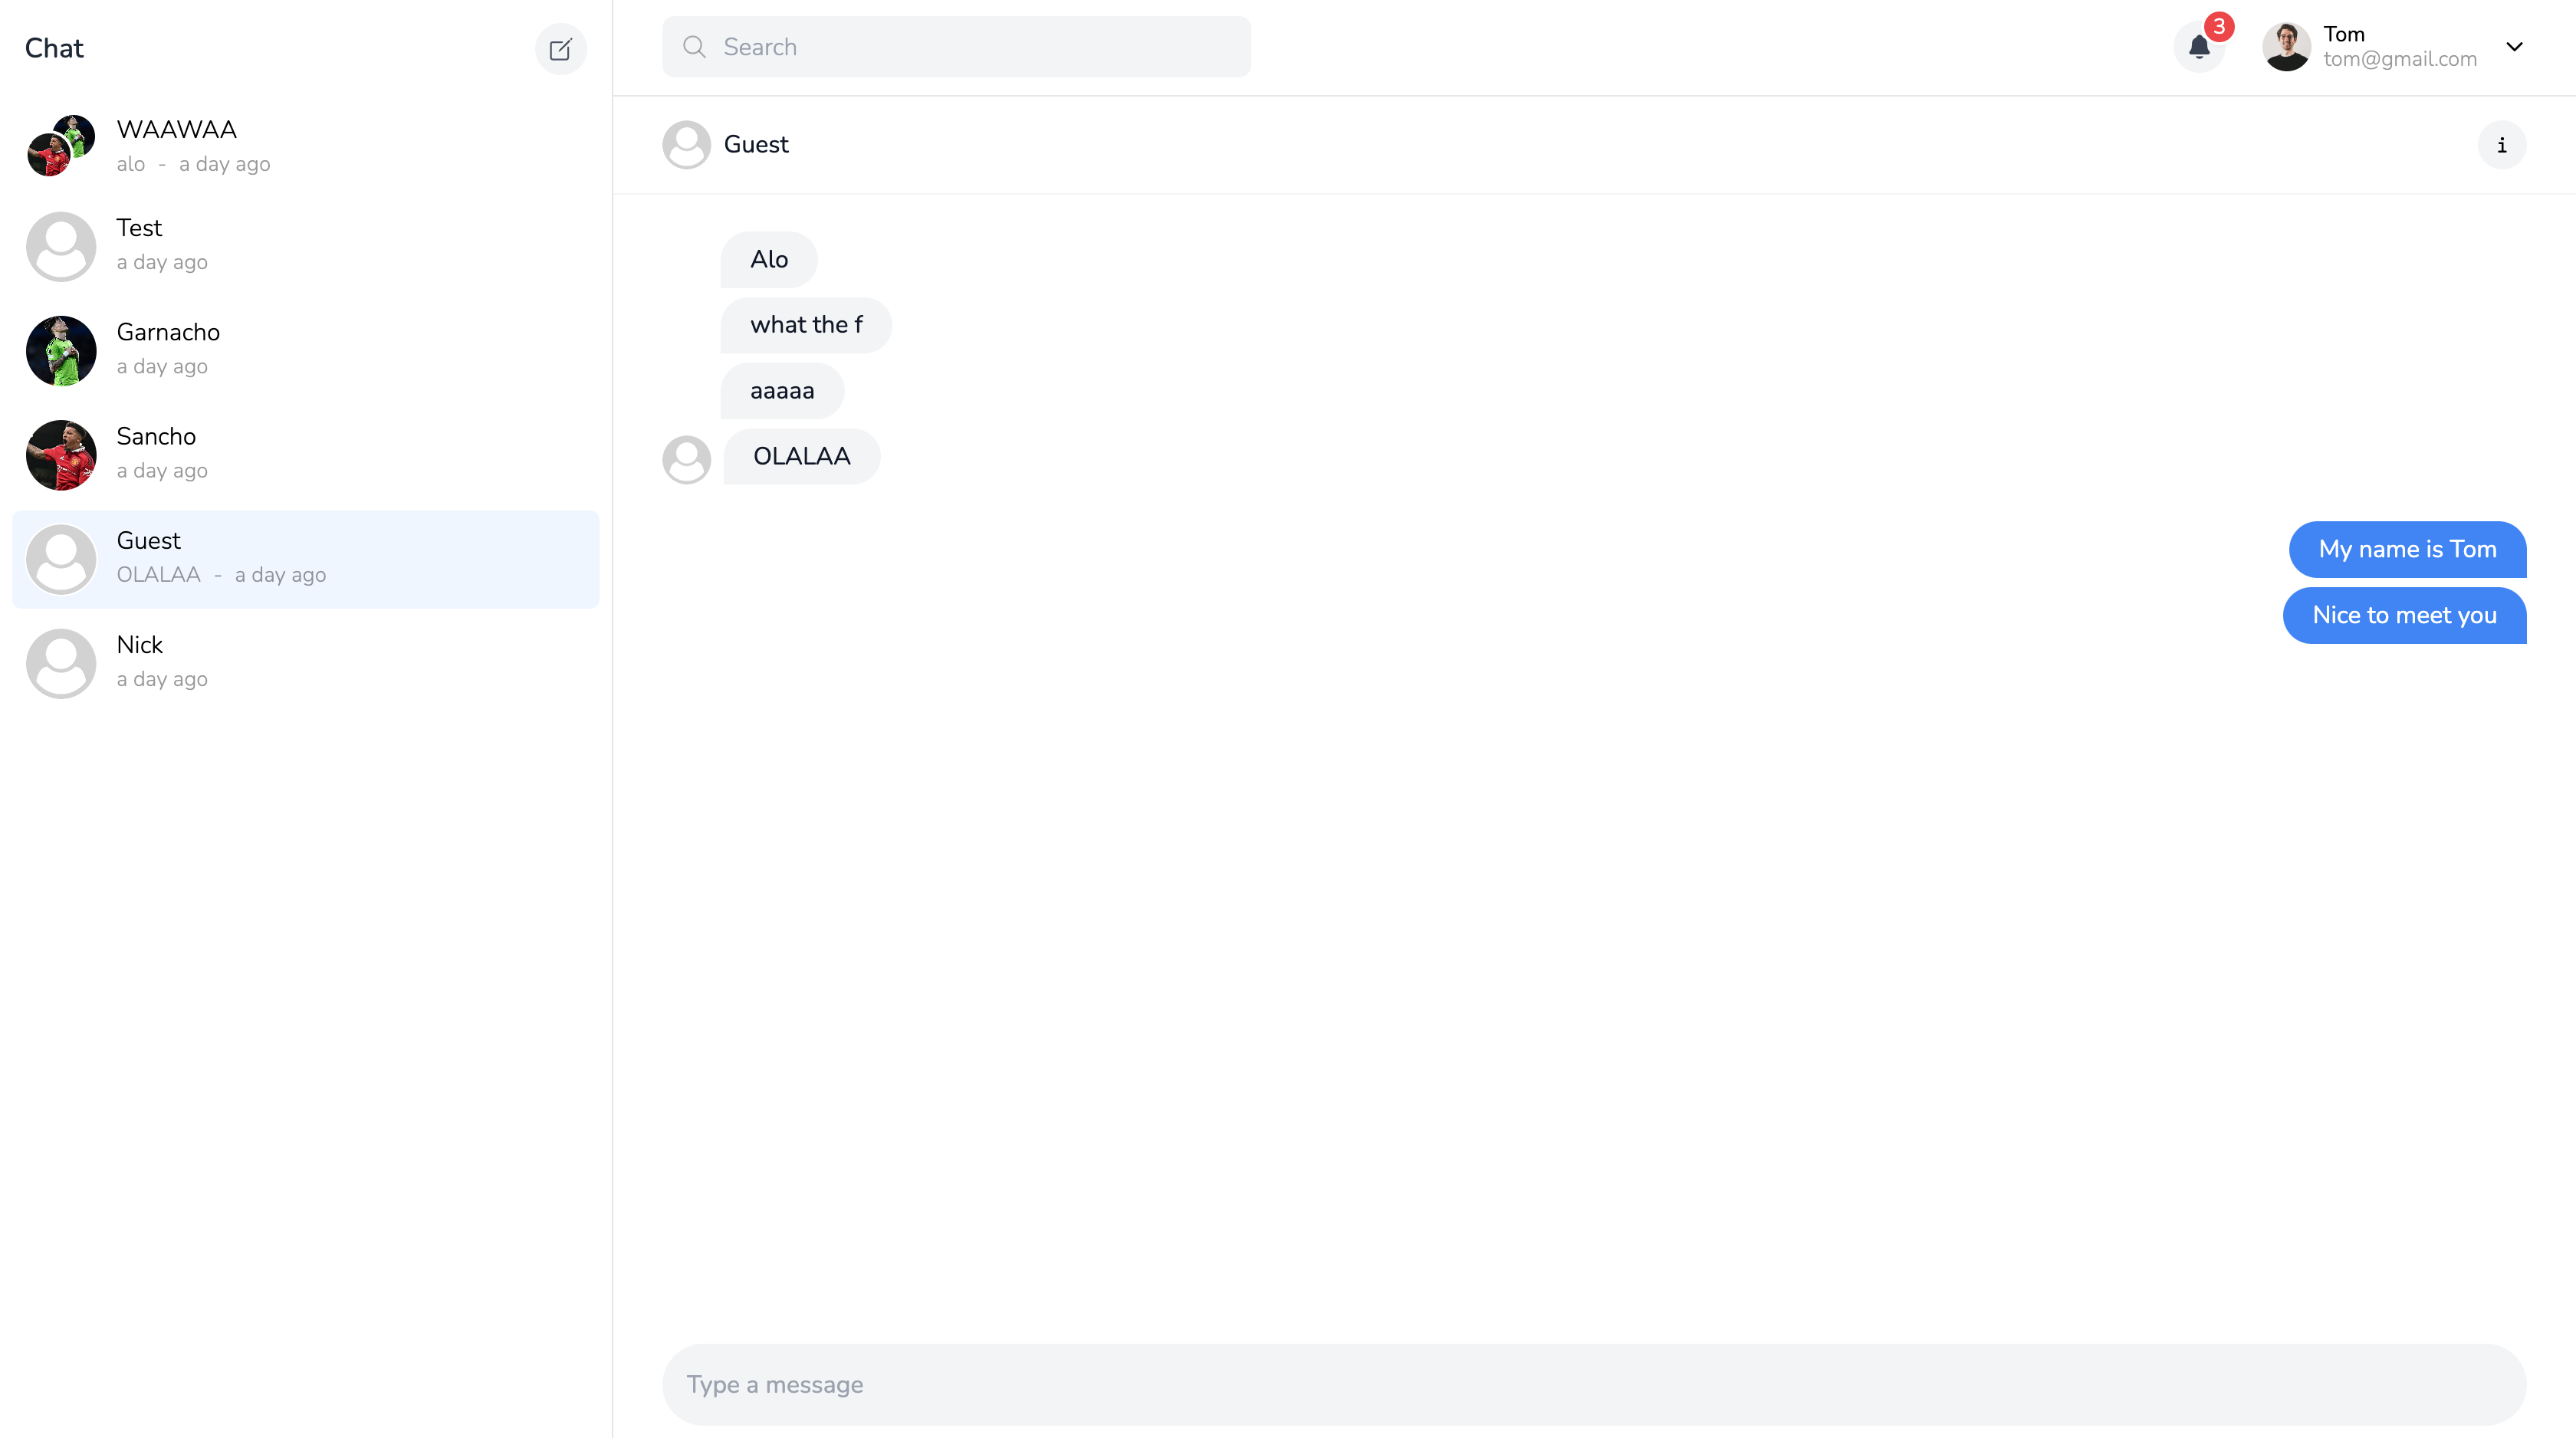 Chat
WAAWAA
alo - a day ago
Test
a day ago
Garnacho
a day ago
Sancho
a day ago
Guest
OLALAA - a day ago
Nick
a day ago
Search
3
Tom
tom@gmail.com
Guest
i
Alo
what the f
aaaaa
OLALAA
My name is Tom
Nice to meet you
Type a message